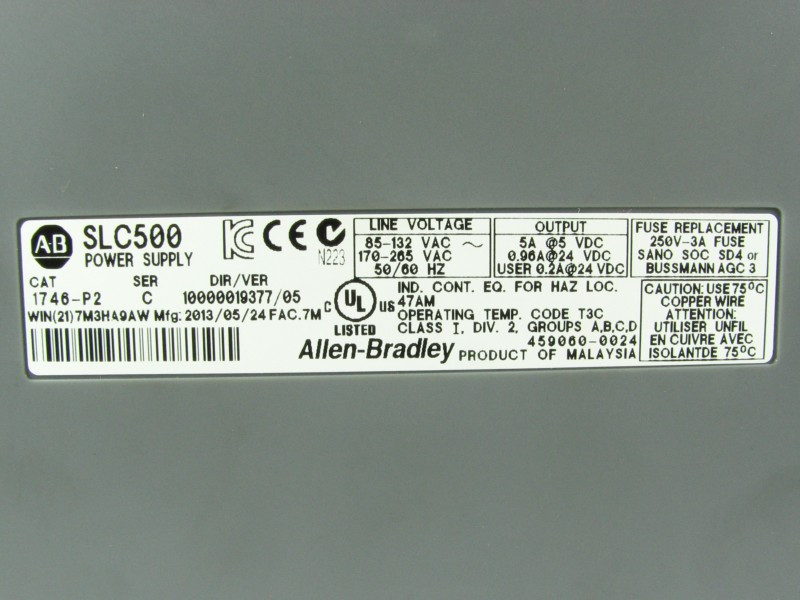 A-B
SLC500
POWER SUPPLY
CAT SER DIR/VER
1746-P2 C 10000019377/05
WIN(21)7M3HA9AW Mfg: 2013/05/24 FAC.7M
KC CE N223
LINE VOLTAGE
85-132 VAC ~
170-265 VAC
50/60 HZ
OUTPUT
5A @5 VDC
0.96A@24 VDC
USER 0.2A@24 VDC
FUSE REPLACEMENT
250V-3A FUSE
SANO SOC SD4 or
BUSSMANN AGC 3
C UL US
LISTED
IND. CONT. EQ. FOR HAZ LOC.
47AM
OPERATING TEMP. CODE T3C
CLASS I, DIV. 2, GROUPS A,B,C,D
459060-0024
Allen-Bradley PRODUCT OF MALAYSIA
CAUTION: USE 75°C
COPPER WIRE
ATTENTION:
UTILISER UNFIL
EN CUIVRE AVEC
ISOLANTDE 75°C